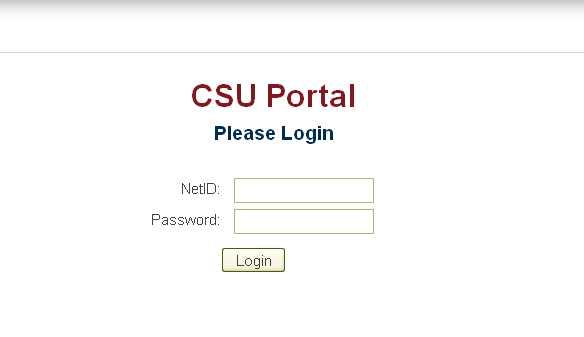 CSU Portal
Please Login
NetID:
Password:
Login